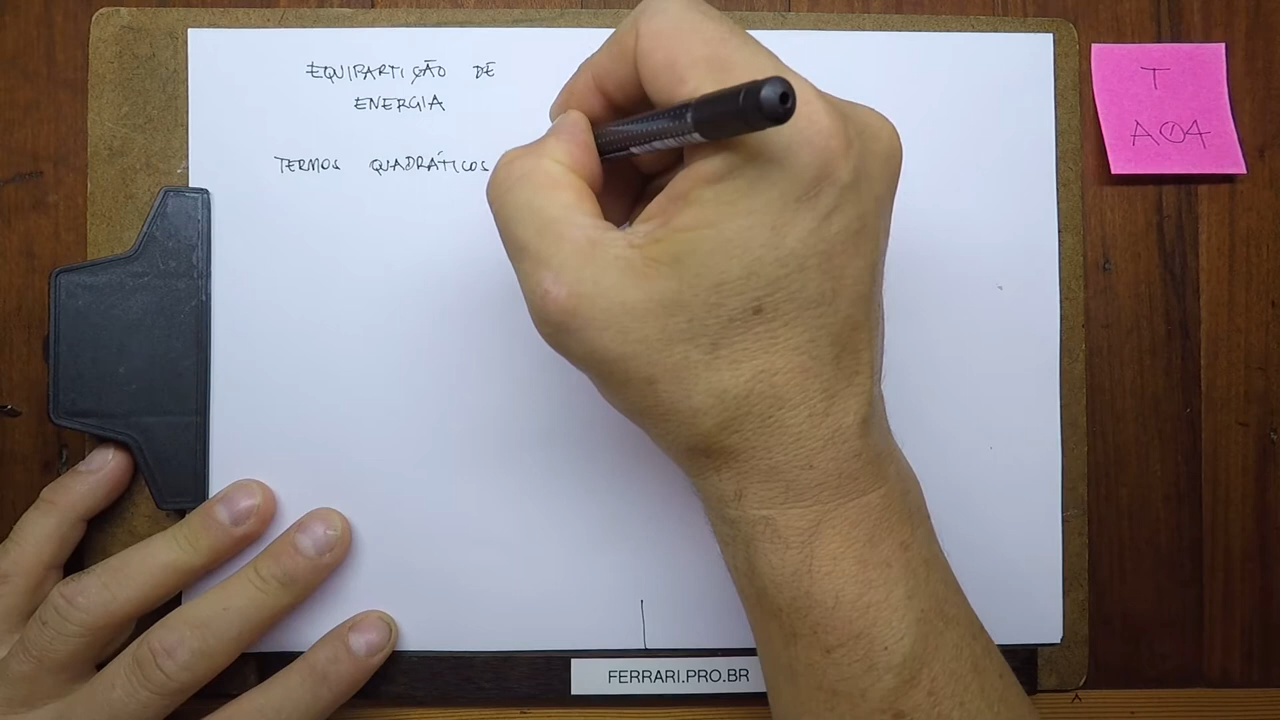 EQUIPARTIÇÃO DE
ENERGIA
TERMOS QUADRÁTICOS
T
A04
FERRARI.PRO.BR